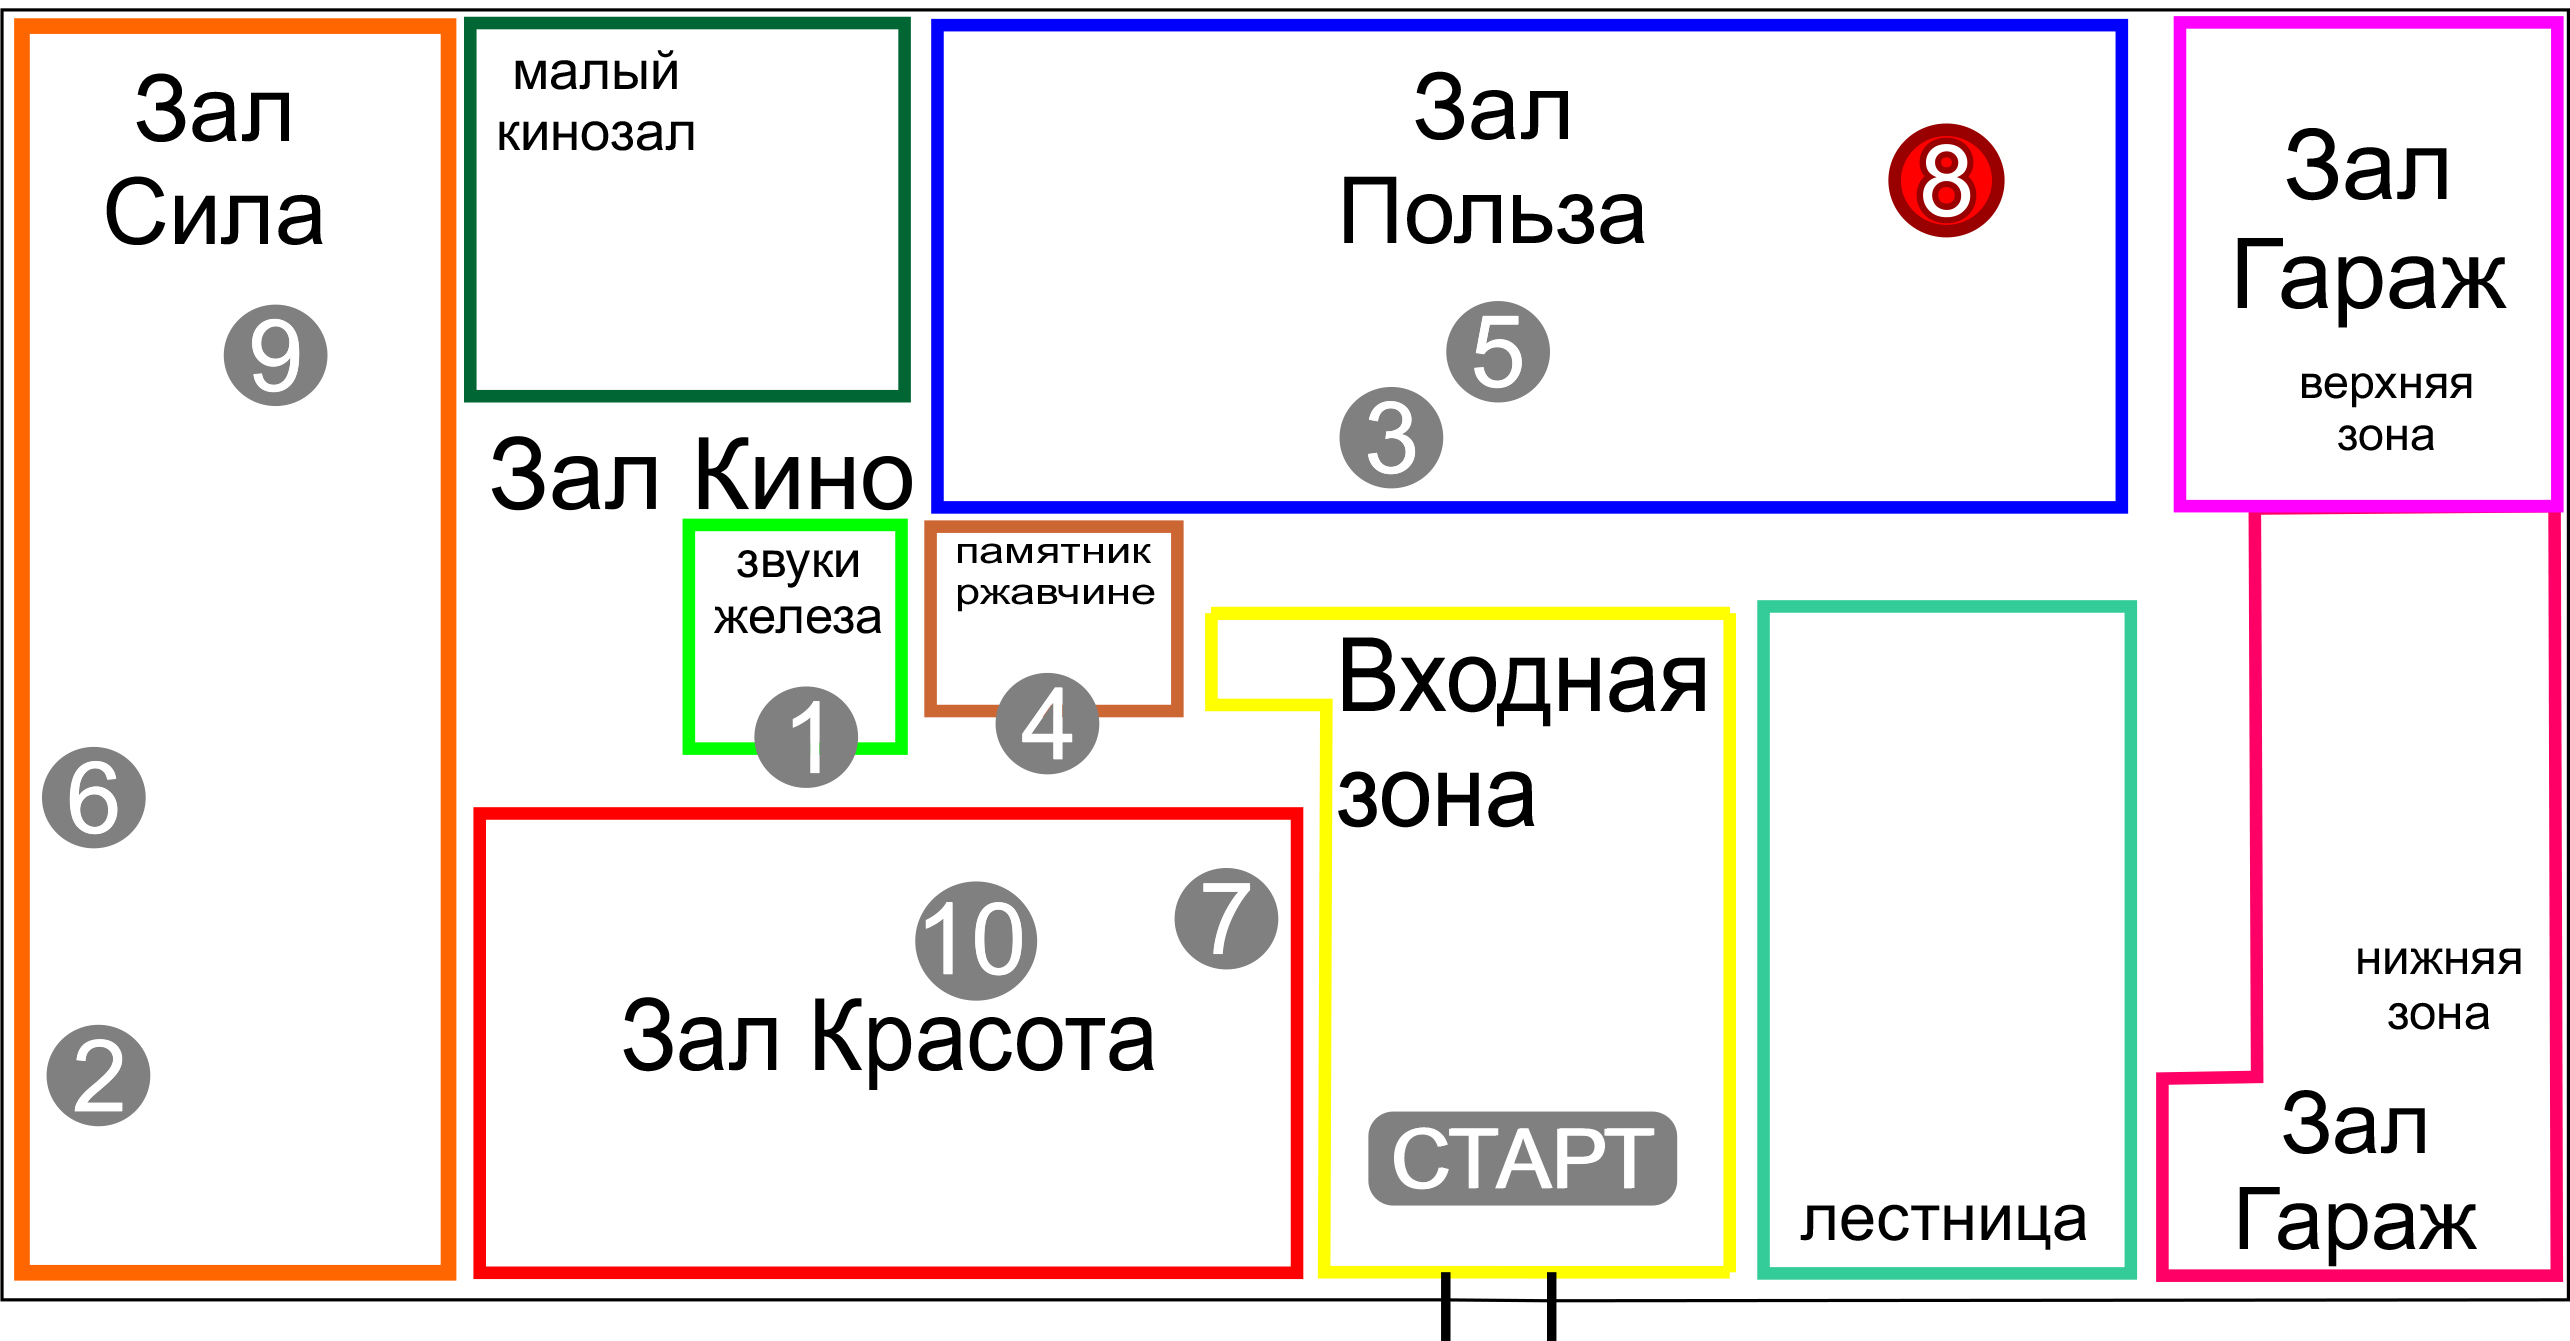 Зал
Сила
9
6
2
малый
кинозал
Зал Кино
звуки
железа
1
памятник
ржавчине
4
Зал
Польза
8
5
3
Зал
Гараж
верхняя
зона
Входная
зона
СТАРТ
10
7
Зал Красота
лестница
нижняя
зона
Зал
Гараж